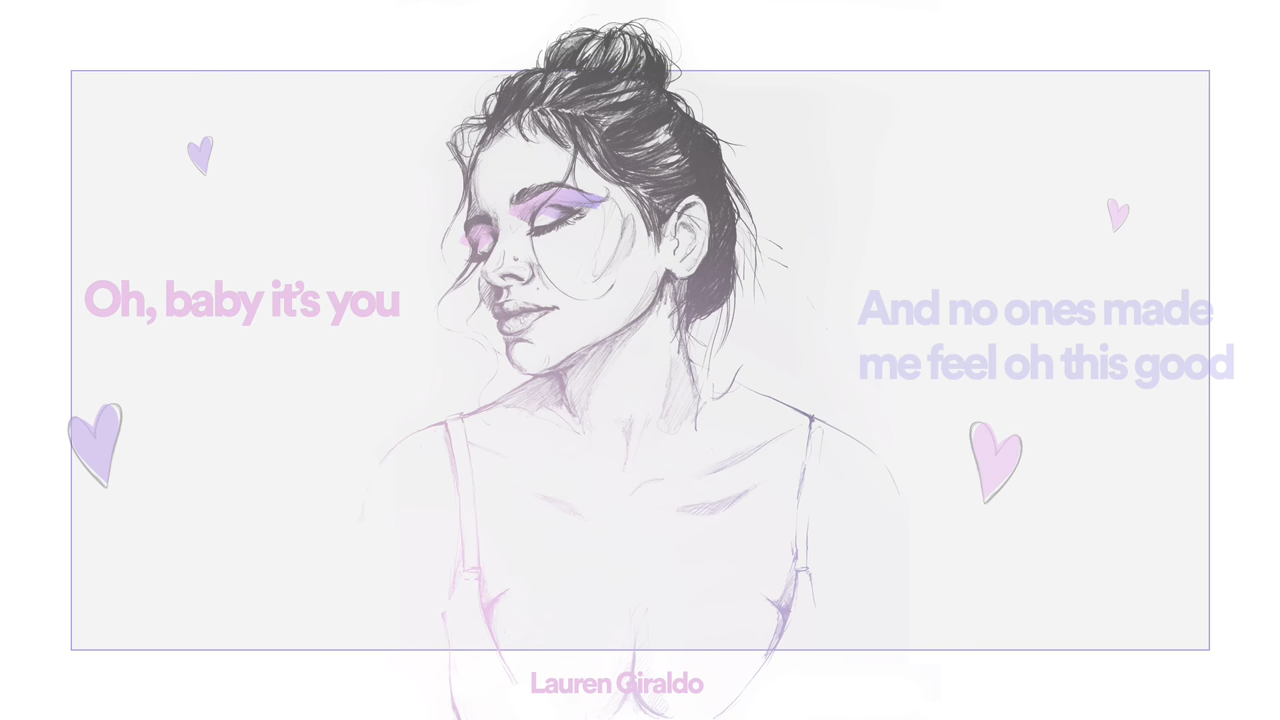 Oh, baby it's you
And no ones made
me feel oh this good
Lauren Giraldo